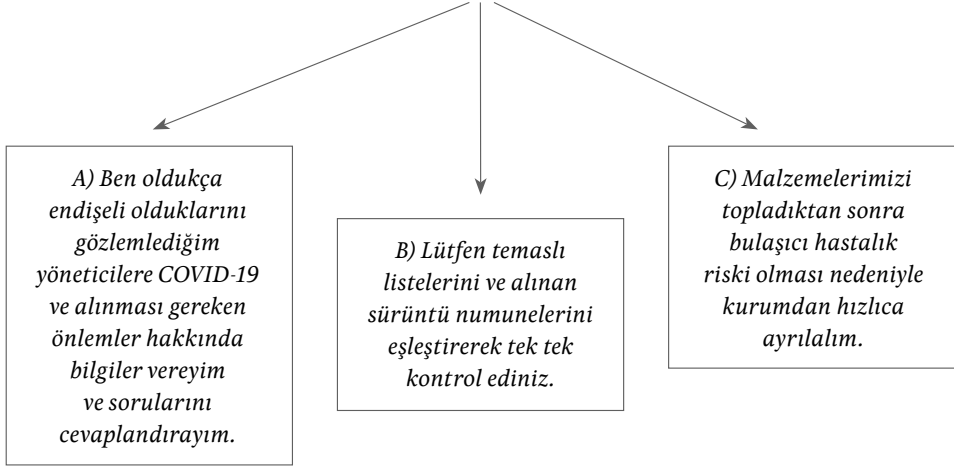 A) Ben oldukça
endişeli olduklarını
gözlemlediğim
yöneticilere COVID-19
ve alınması gereken
önlemler hakkında
bilgiler vereyim
ve sorularını
cevaplandırayım.
B) Lütfen temaslı
listelerini ve alınan
sürüntü numunelerini
eşleştirerek tek tek
kontrol ediniz.
C) Malzemelerimizi
topladıktan sonra
bulaşıcı hastalık
riski olması nedeniyle
kurumdan hızlıca
ayrılalım.